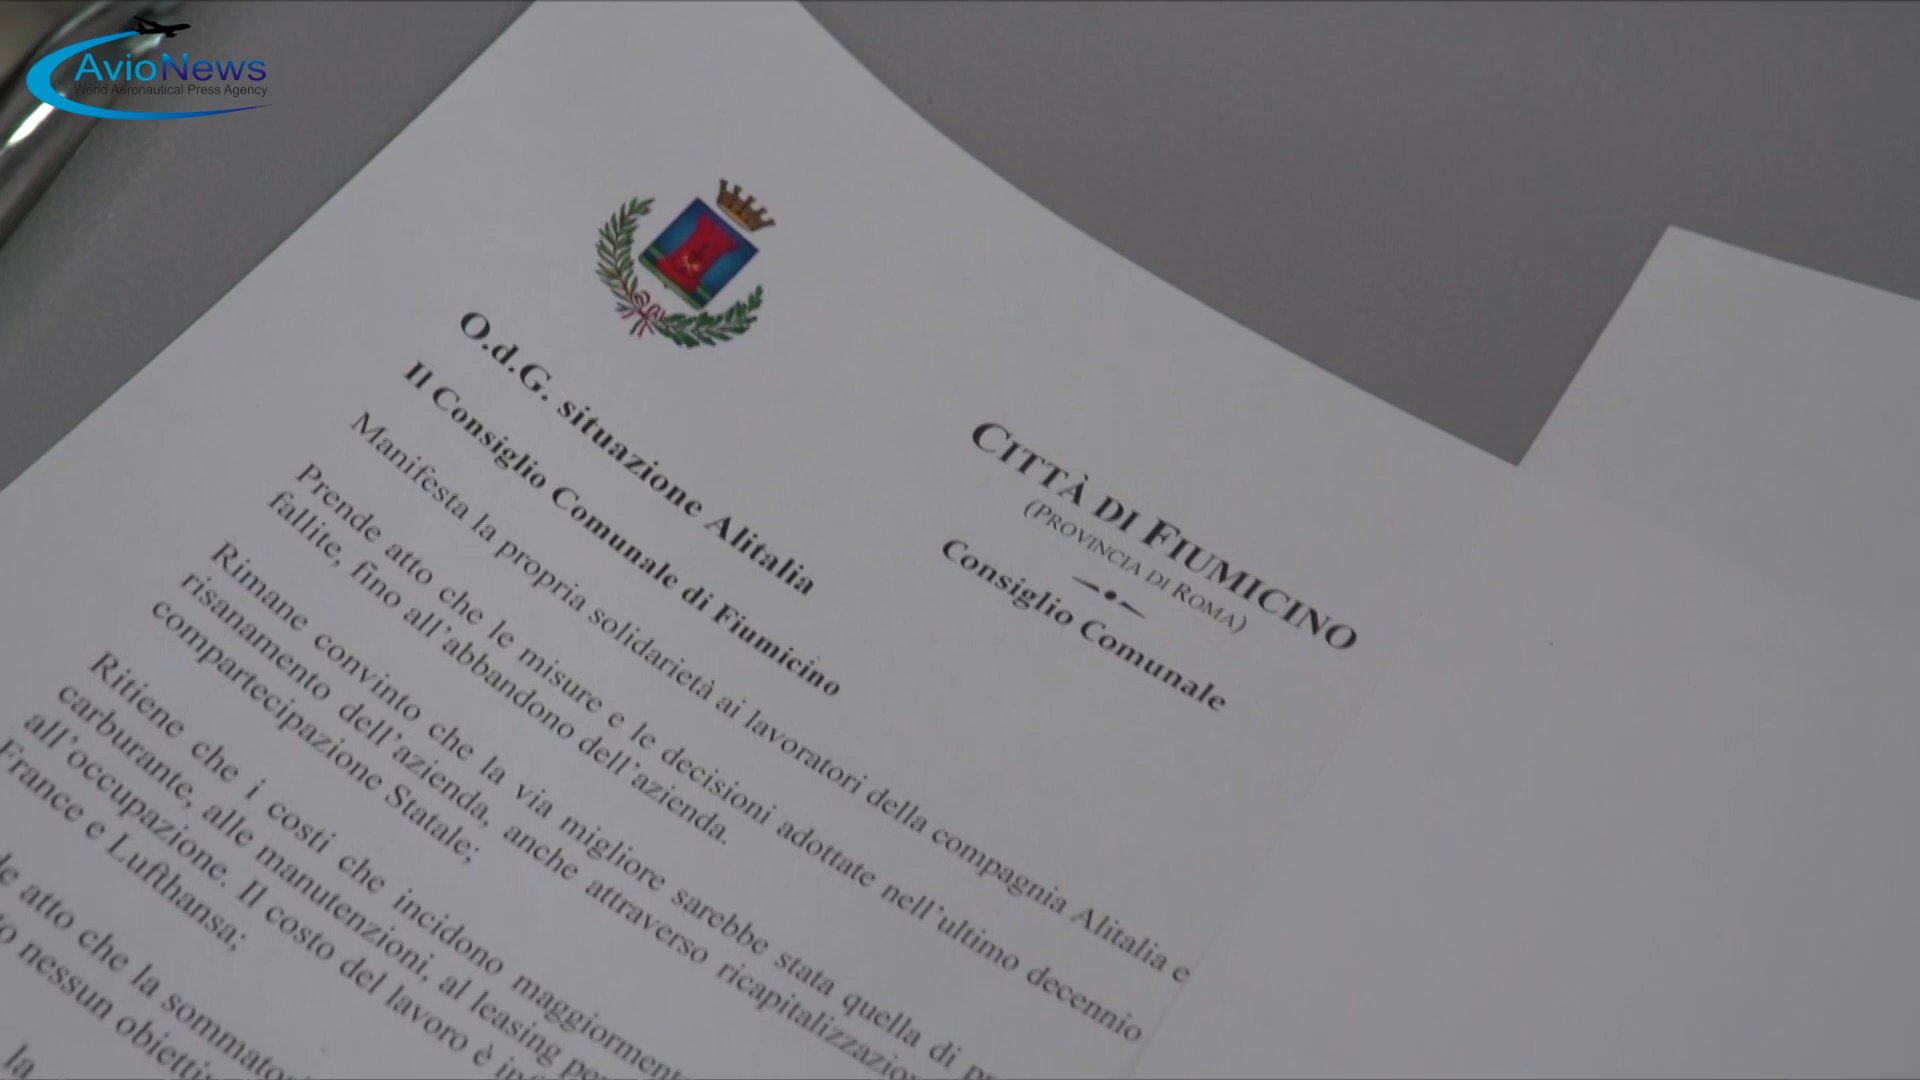 AvioNews
World Aeronautical Press Agency
CITTÀ DI FIUMICINO
(PROVINCIA DI ROMA)
Consiglio Comunale
O.d.G. situazione Alitalia
Il Consiglio Comunale di Fiumicino
Manifesta la propria solidarietà ai lavoratori della compagnia Alitalia e
Prende atto che le misure e le decisioni adottate nell'ultimo decennio
fallite, fino all'abbandono dell'azienda.
Rimane convinto che la via migliore sarebbe stata quella di
risanamento dell'azienda, anche attraverso
compartecipazione Statale;
Ritiene che i costi che incidono
carburante, alle manutenzioni, al leasing
all'occupazione. Il costo del lavoro è
France e Lufthansa;
atto che la
nessun
la